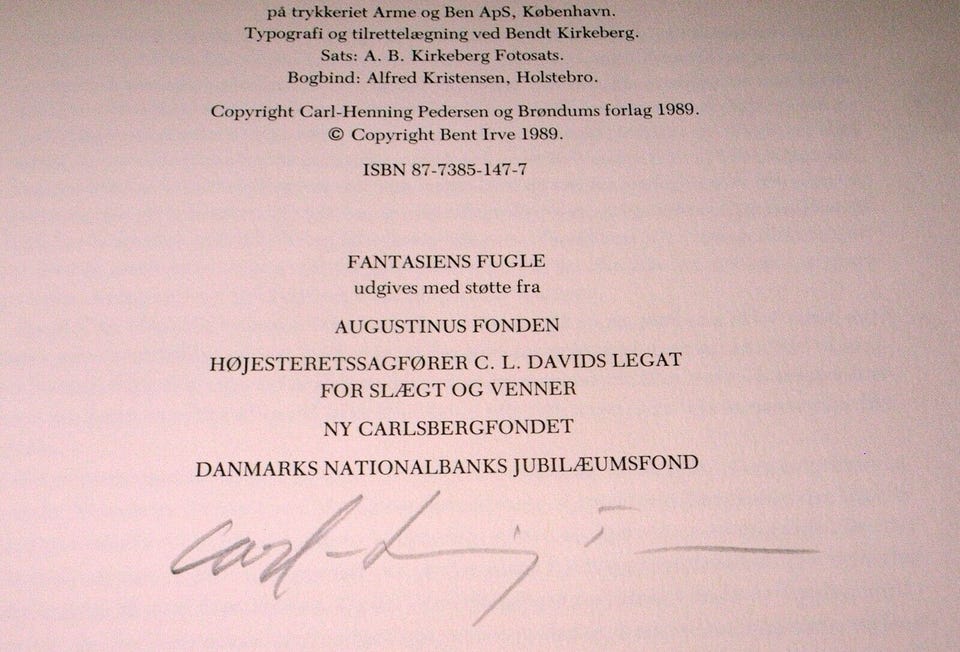 på trykkeriet Arme og Ben ApS, København.
Typografi og tilrettelægning ved Bendt Kirkeberg.
Sats: A. B. Kirkeberg Fotosats.
Bogbind: Alfred Kristensen, Holstebro.
Copyright Carl-Henning Pedersen og Brøndums forlag 1989.
© Copyright Bent Irve 1989.
ISBN 87-7385-147-7
FANTASIENS FUGLE
udgives med støtte fra
AUGUSTINUS FONDEN
HØJESTERETSSAGFØRER C. L. DAVIDS LEGAT
FOR SLÆGT OG VENNER
NY CARLSBERGFONDET
DANMARKS NATIONALBANKS JUBILÆUMSFOND
Carl-